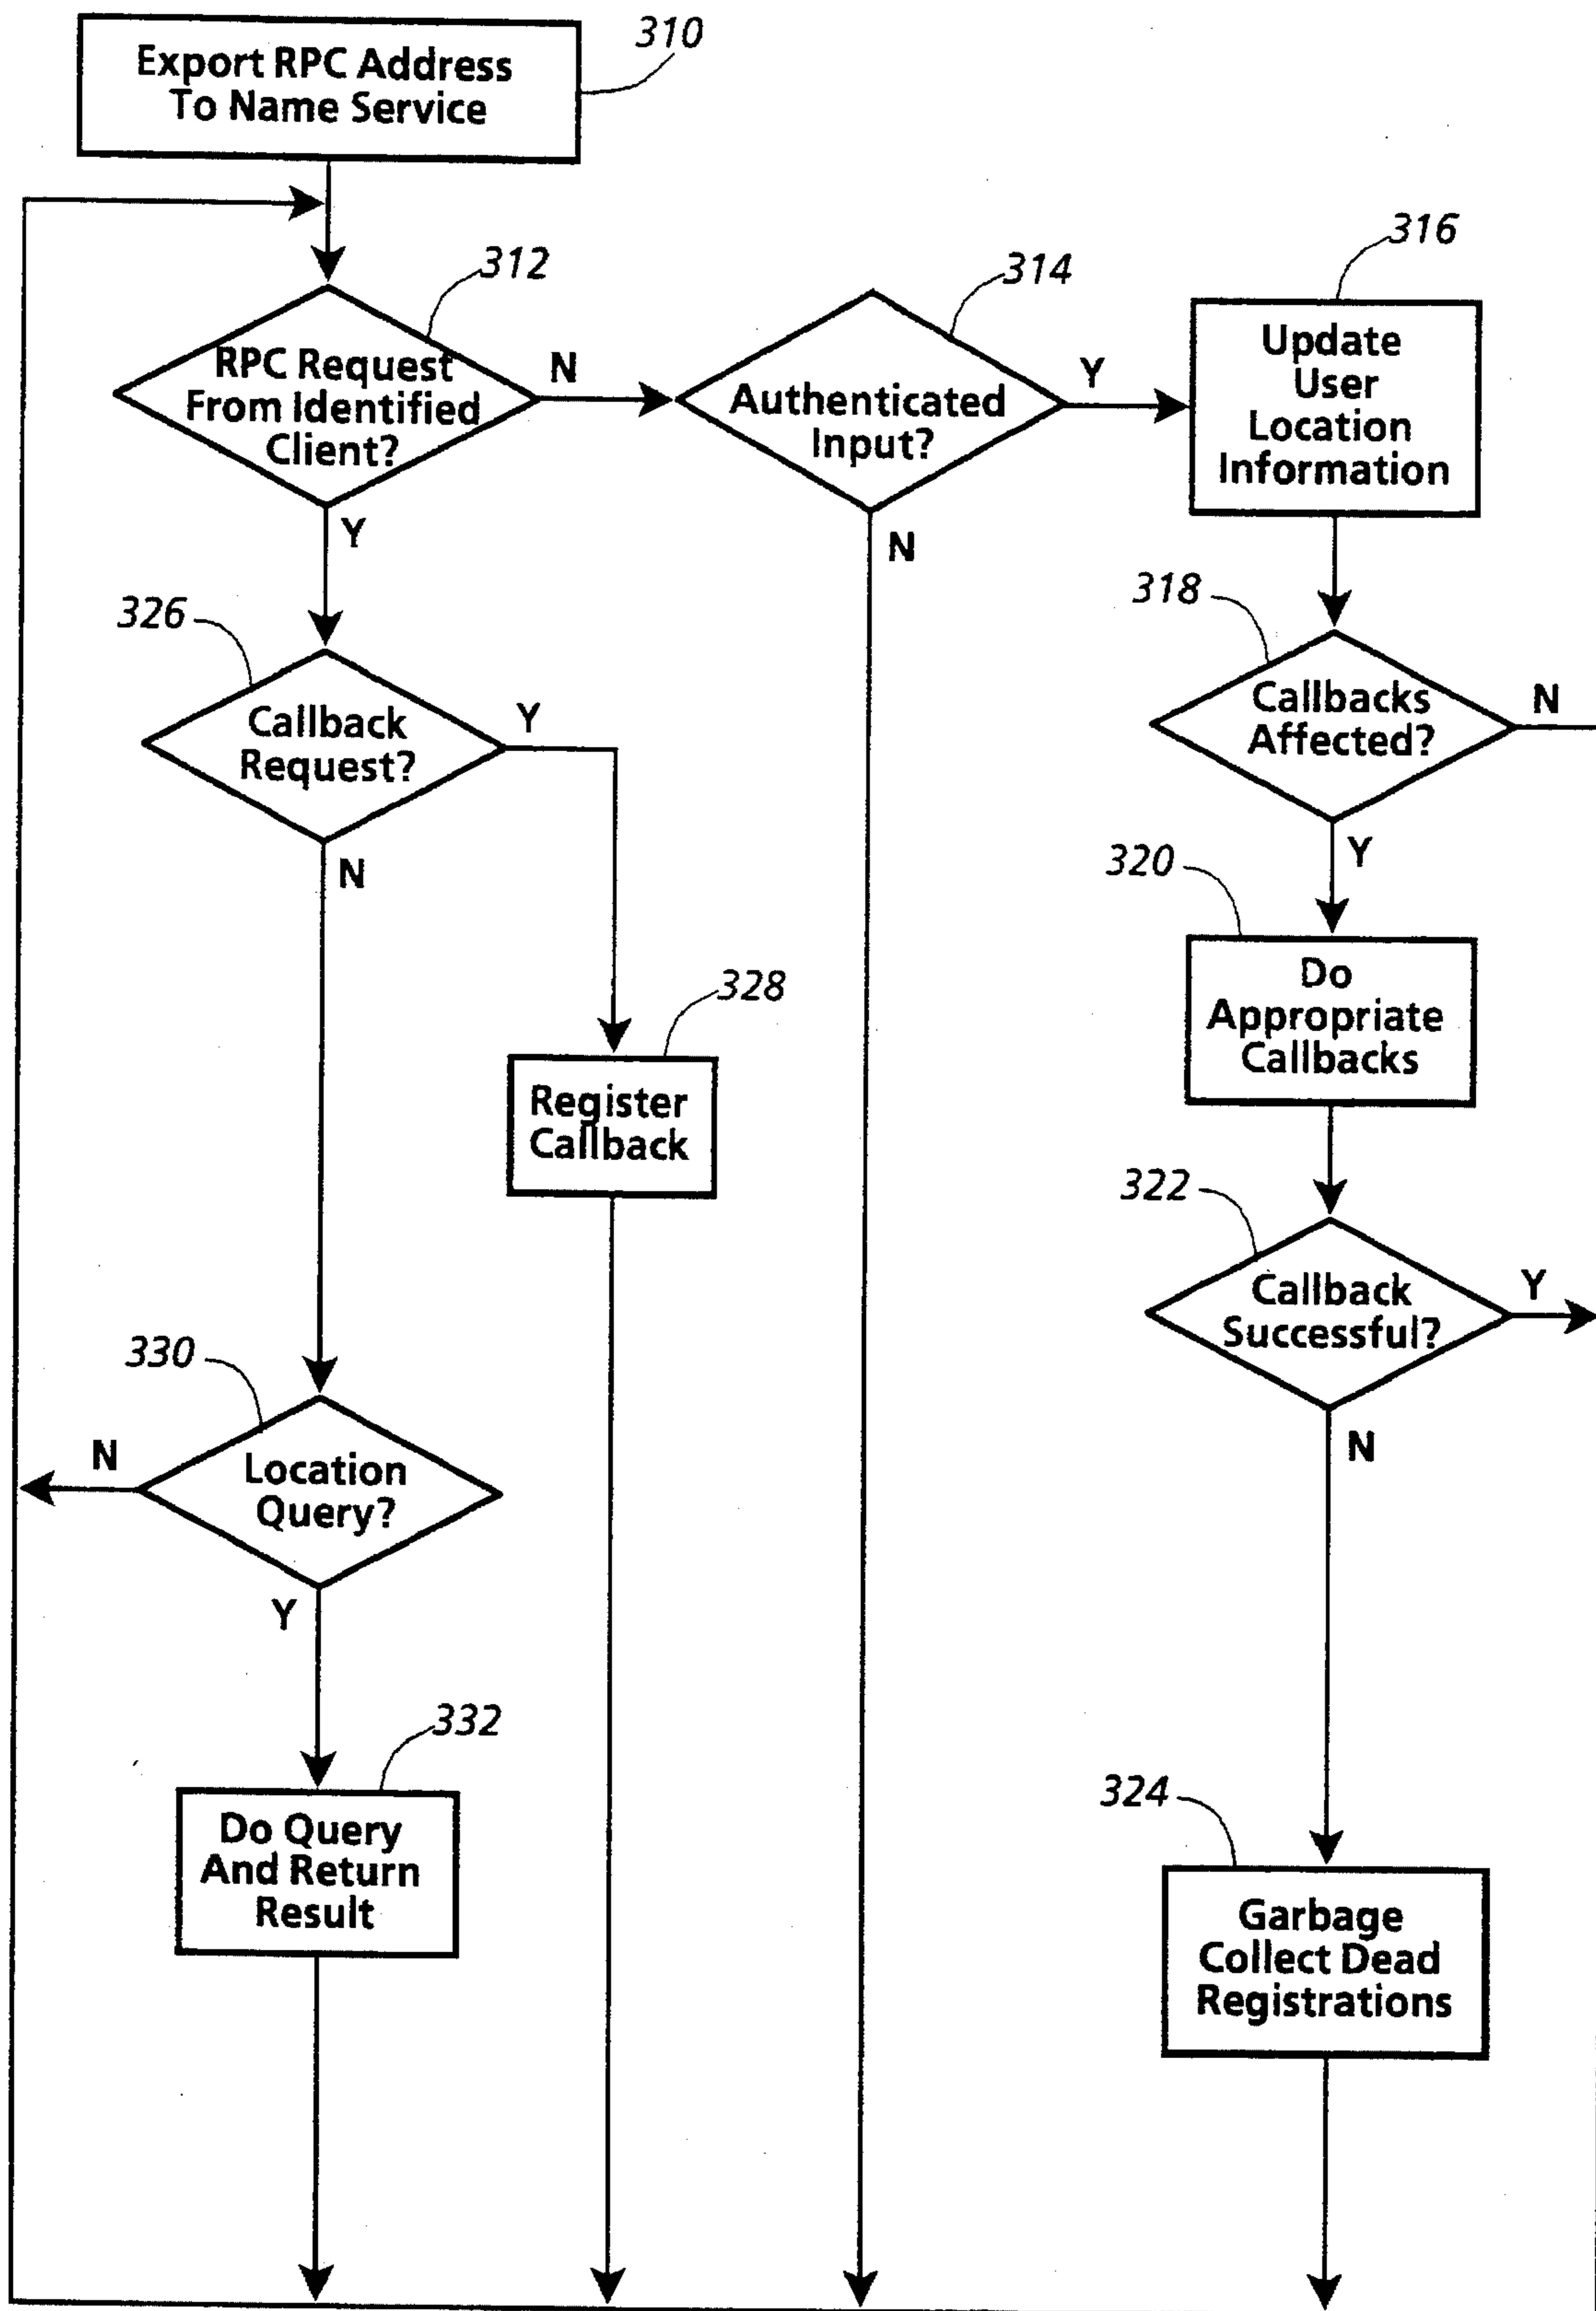 310
Export RPC Address
To Name Service
312
RPC Request
From Identified
Client?
N
Y
314
Authenticated
Input?
Y
N
316
Update
User
Location
Information
318
Callbacks
Affected?
N
Y
326
Callback
Request?
Y
N
320
Do
Appropriate
Callbacks
328
Register
Callback
322
Callback
Successful?
Y
N
330
Location
Query?
N
Y
332
Do Query
And Return
Result
324
Garbage
Collect Dead
Registrations